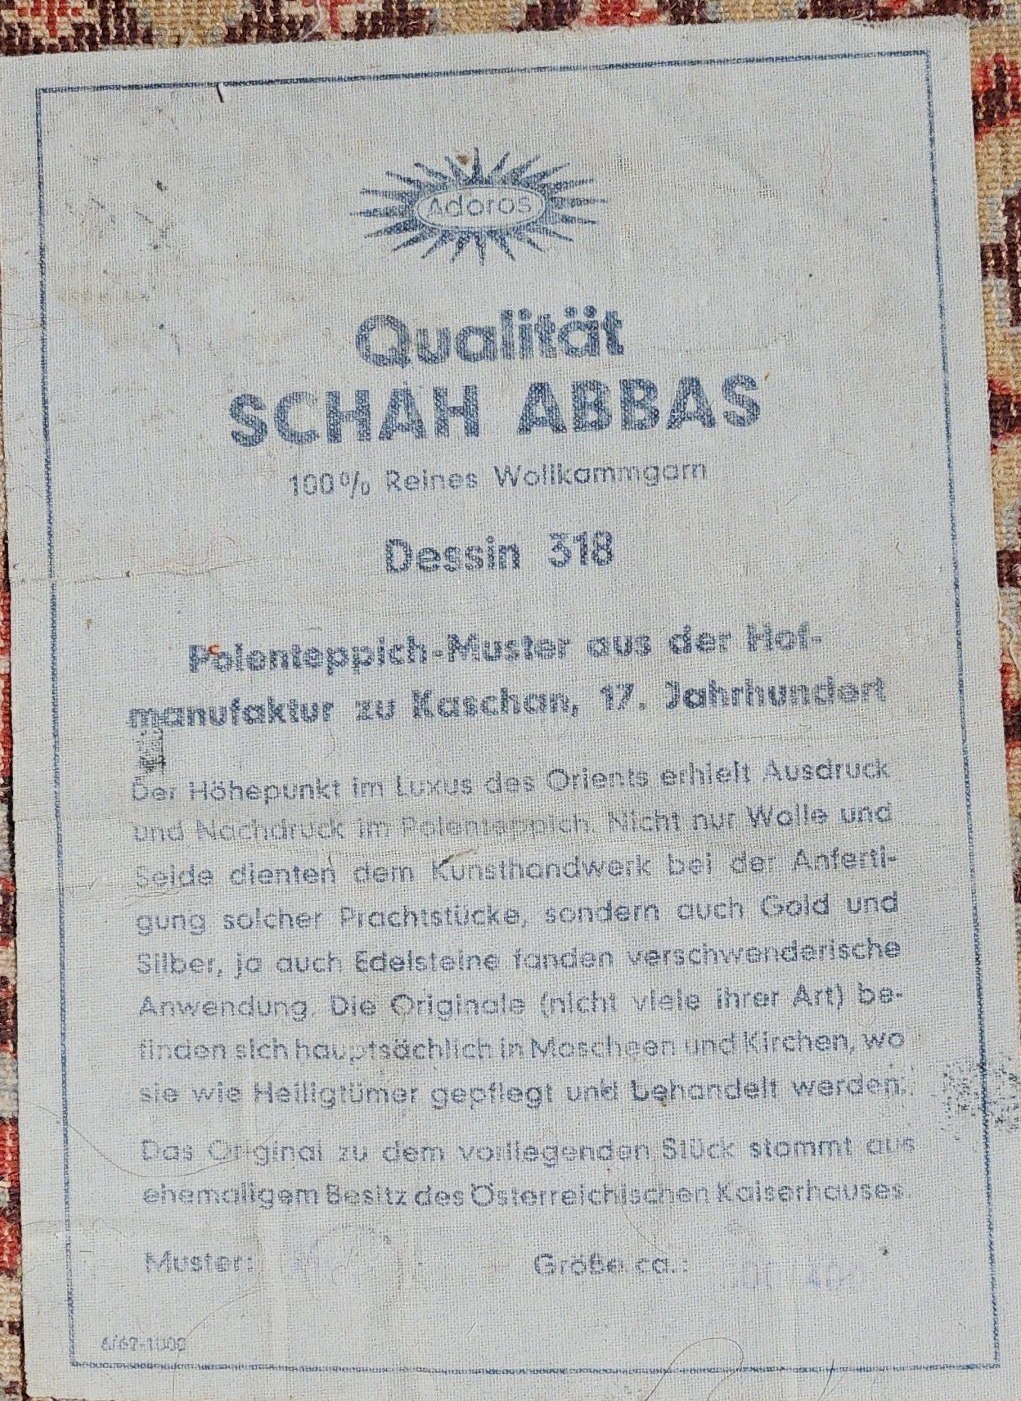 Adoros
Qualität
SCHAH ABBAS
100% Reines Wollkammgarn
Dessin 318
Polenteppich-Muster aus der Hof-
manufaktur zu Kaschan, 17. Jahrhundert
Der Höhepunkt im Luxus des Orients erhielt Ausdruck
und Nachdruck im Polenteppich. Nicht nur Wolle und
Seide dienten dem Kunsthandwerk bei der Anferti-
gung solcher Prachtstücke, sondern auch Gold und
Silber, ja auch Edelsteine fanden verschwenderische
Anwendung. Die Originale (nicht viele ihrer Art) be-
finden sich hauptsächlich in Moscheen und Kirchen, wo
sie wie Heiligtümer gepflegt und behandelt werden.
Das Original zu dem vorliegenden Stück stammt aus
ehemaligem Besitz des Österreichischen Kaiserhauses.
Muster: Größe ca.: